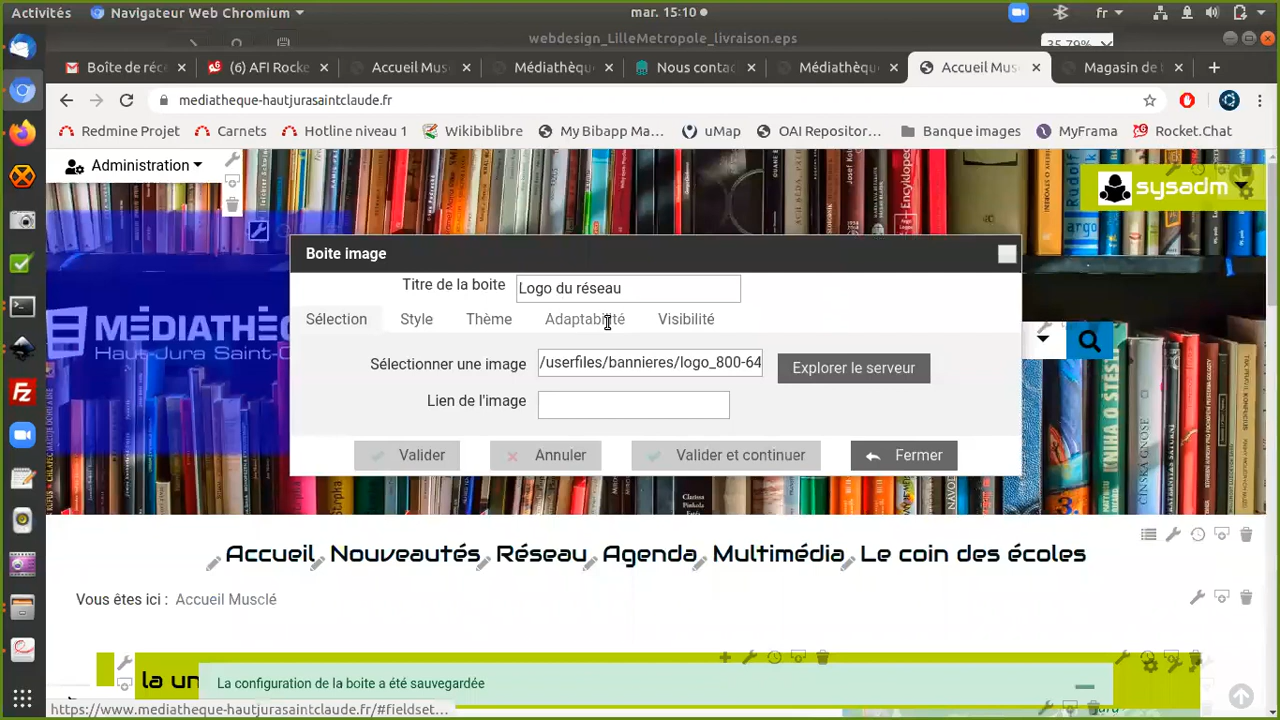 Activités
Navigateur Web Chromium
mar. 15:10
fr
webdesign_LilleMetropole_livraison.eps
35,79%
Boîte de réc
(6) AFI Rocke
Accueil Mus
Médiathèqu
Nous contac
Médiathèqu
Accueil Mus
Magasin de t
mediatheque-hautjurasaintclaude.fr
Redmine Projet
Carnets
Hotline niveau 1
Wikibiblibre
My Bibapp Ma...
uMap
OAI Repositor...
Banque images
MyFrama
Rocket.Chat
Administration
sysadm
Boite image
Titre de la boite
Logo du réseau
Sélection
Style
Thème
Adaptabilité
Visibilité
Sélectionner une image
/userfiles/bannieres/logo_800-64
Explorer le serveur
Lien de l'image
Valider
Annuler
Valider et continuer
Fermer
MÉDIATHÈ
Haut-Jura Saint-C
Accueil
Nouveautés
Réseau
Agenda
Multimédia
Le coin des écoles
Vous êtes ici :
Accueil Musclé
la un
La configuration de la boite a été sauvegardée
https://www.mediatheque-hautjurasaintclaude.fr/#fieldset...